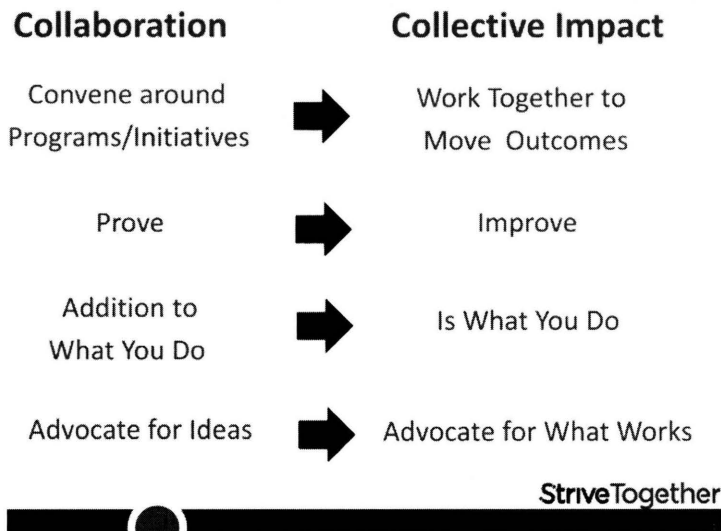 Collaboration
Collective Impact
Convene around
Programs/Initiatives
Work Together to
Move Outcomes
Prove
Improve
Addition to
What You Do
Is What You Do
Advocate for Ideas
Advocate for What Works
StriveTogether